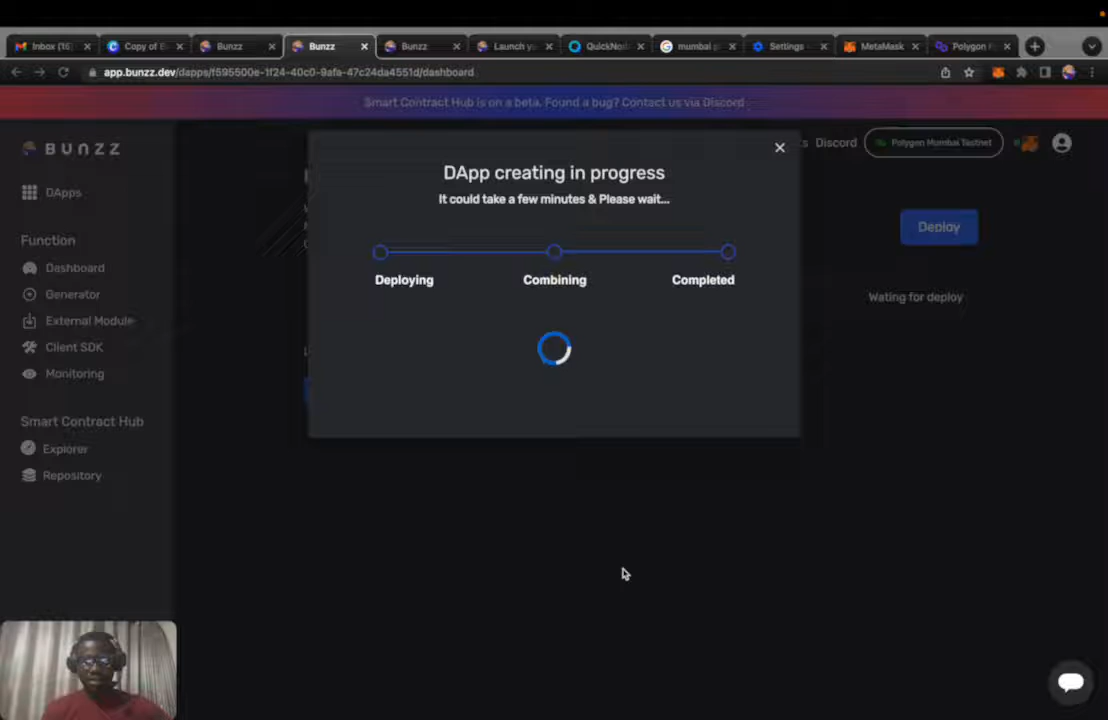 Inbox (16)
Copy of E
Bunzz
Bunzz
Bunzz
Launch y
QuickNod
mumbai
Settings
MetaMask
Polygon
app.bunzz.dev/dapps/f595500e-1f24-40c0-9afa-47c24da4551d/dashboard
Smart Contract Hub is on a beta. Found a bug? Contact us via Discord
BUNZZ
Discord
Polygon Mumbai Testnet
DApps
Function
Dashboard
Generator
External Module
Client SDK
Monitoring
Smart Contract Hub
Explorer
Repository
DApp creating in progress
It could take a few minutes & Please wait...
Deploying
Combining
Completed
Deploy
Wating for deploy